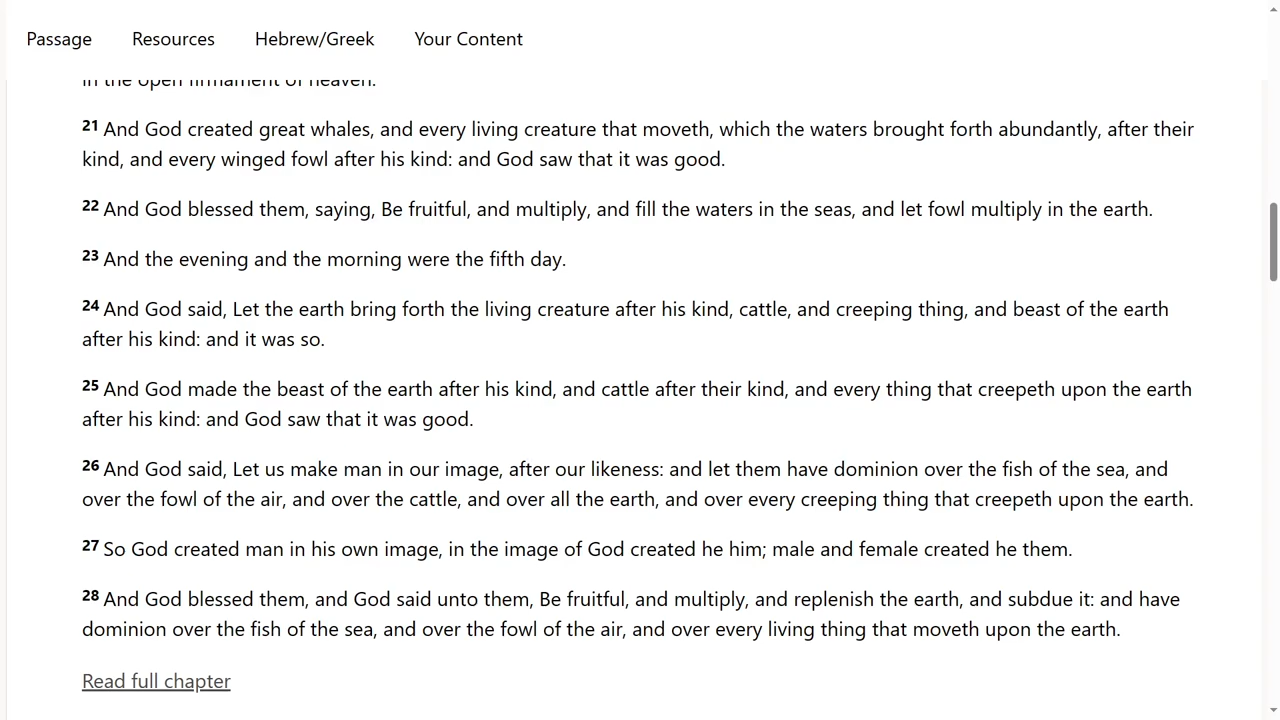 Passage Resources Hebrew/Greek Your Content
in the open firmament of heaven.
21 And God created great whales, and every living creature that moveth, which the waters brought forth abundantly, after their
kind, and every winged fowl after his kind: and God saw that it was good.
22 And God blessed them, saying, Be fruitful, and multiply, and fill the waters in the seas, and let fowl multiply in the earth.
23 And the evening and the morning were the fifth day.
24 And God said, Let the earth bring forth the living creature after his kind, cattle, and creeping thing, and beast of the earth
after his kind: and it was so.
25 And God made the beast of the earth after his kind, and cattle after their kind, and every thing that creepeth upon the earth
after his kind: and God saw that it was good.
26 And God said, Let us make man in our image, after our likeness: and let them have dominion over the fish of the sea, and
over the fowl of the air, and over the cattle, and over all the earth, and over every creeping thing that creepeth upon the earth.
27 So God created man in his own image, in the image of God created he him; male and female created he them.
28 And God blessed them, and God said unto them, Be fruitful, and multiply, and replenish the earth, and subdue it: and have
dominion over the fish of the sea, and over the fowl of the air, and over every living thing that moveth upon the earth.
Read full chapter